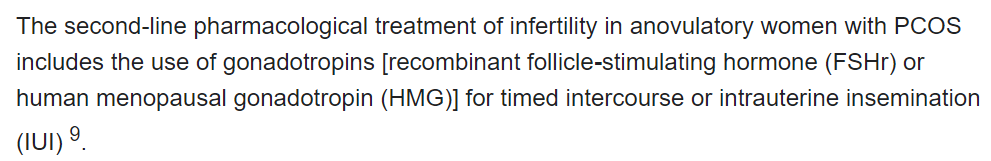 The second-line pharmacological treatment of infertility in anovulatory women with PCOS
includes the use of gonadotropins [recombinant follicle-stimulating hormone (FSHr) or
human menopausal gonadotropin (HMG)] for timed intercourse or intrauterine insemination
(IUI) 9.